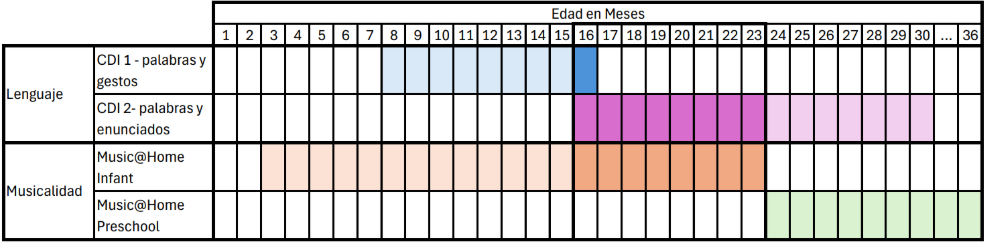 Edad en Meses
1 2 3 4 5 6 7 8 9 10 11 12 13 14 15 16 17 18 19 20 21 22 23 24 25 26 27 28 29 30 ... 36
Lenguaje
CDI 1 - palabras y
gestos
CDI 2- palabras y
enunciados
Musicalidad
Music@Home
Infant
Music@Home
Preschool